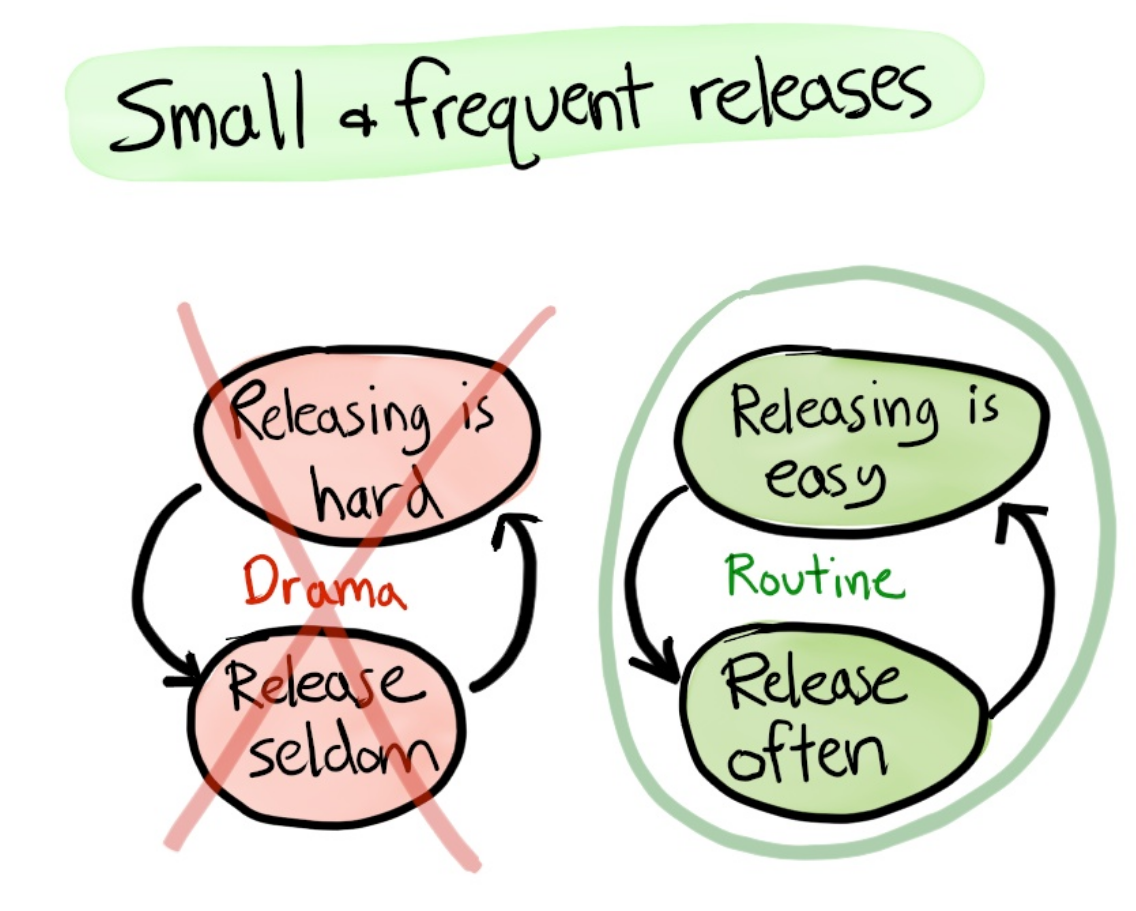 Small & frequent releases
Releasing is
hard
Drama
Release
seldom
Releasing is
easy
Routine
Release
often